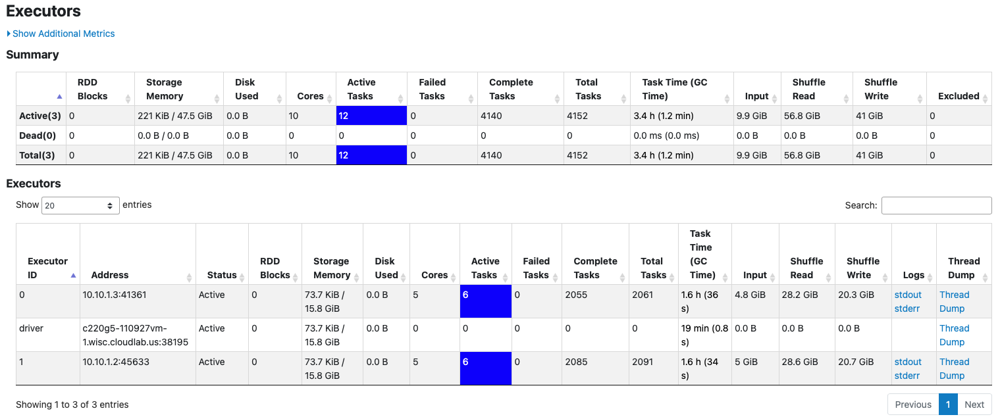 Executors
Show Additional Metrics
Summary
RDD Blocks Storage Memory Disk Used Cores Active Tasks Failed Tasks Complete Tasks Total Tasks Task Time (GC Time) Input Shuffle Read Shuffle Write Excluded
Active(3) 0 221 KiB / 47.5 GiB 0.0 B 10 12 0 4140 4152 3.4 h (1.2 min) 9.9 GiB 56.8 GiB 41 GiB 0
Dead(0) 0 0.0 B / 0.0 B 0.0 B 0 0 0 0 0 0.0 ms (0.0 ms) 0.0 B 0.0 B 0.0 B 0
Total(3) 0 221 KiB / 47.5 GiB 0.0 B 10 12 0 4140 4152 3.4 h (1.2 min) 9.9 GiB 56.8 GiB 41 GiB 0
Executors
Show 20 entries Search:
Executor ID Address Status RDD Blocks Storage Memory Disk Used Cores Active Tasks Failed Tasks Complete Tasks Total Tasks Task Time (GC Time) Input Shuffle Read Shuffle Write Logs Thread Dump
0 10.10.1.3:41361 Active 0 73.7 KiB / 15.8 GiB 0.0 B 5 6 0 2055 2061 1.6 h (36 s) 4.8 GiB 28.2 GiB 20.3 GiB stdout stderr Thread Dump
driver c220g5-110927vm-1.wisc.cloudlab.us:38195 Active 0 73.7 KiB / 15.8 GiB 0.0 B 0 0 0 0 0 19 min (0.8 s) 0.0 B 0.0 B 0.0 B Thread Dump
1 10.10.1.2:45633 Active 0 73.7 KiB / 15.8 GiB 0.0 B 5 6 0 2085 2091 1.6 h (34 s) 5 GiB 28.6 GiB 20.7 GiB stdout stderr Thread Dump
Showing 1 to 3 of 3 entries Previous 1 Next